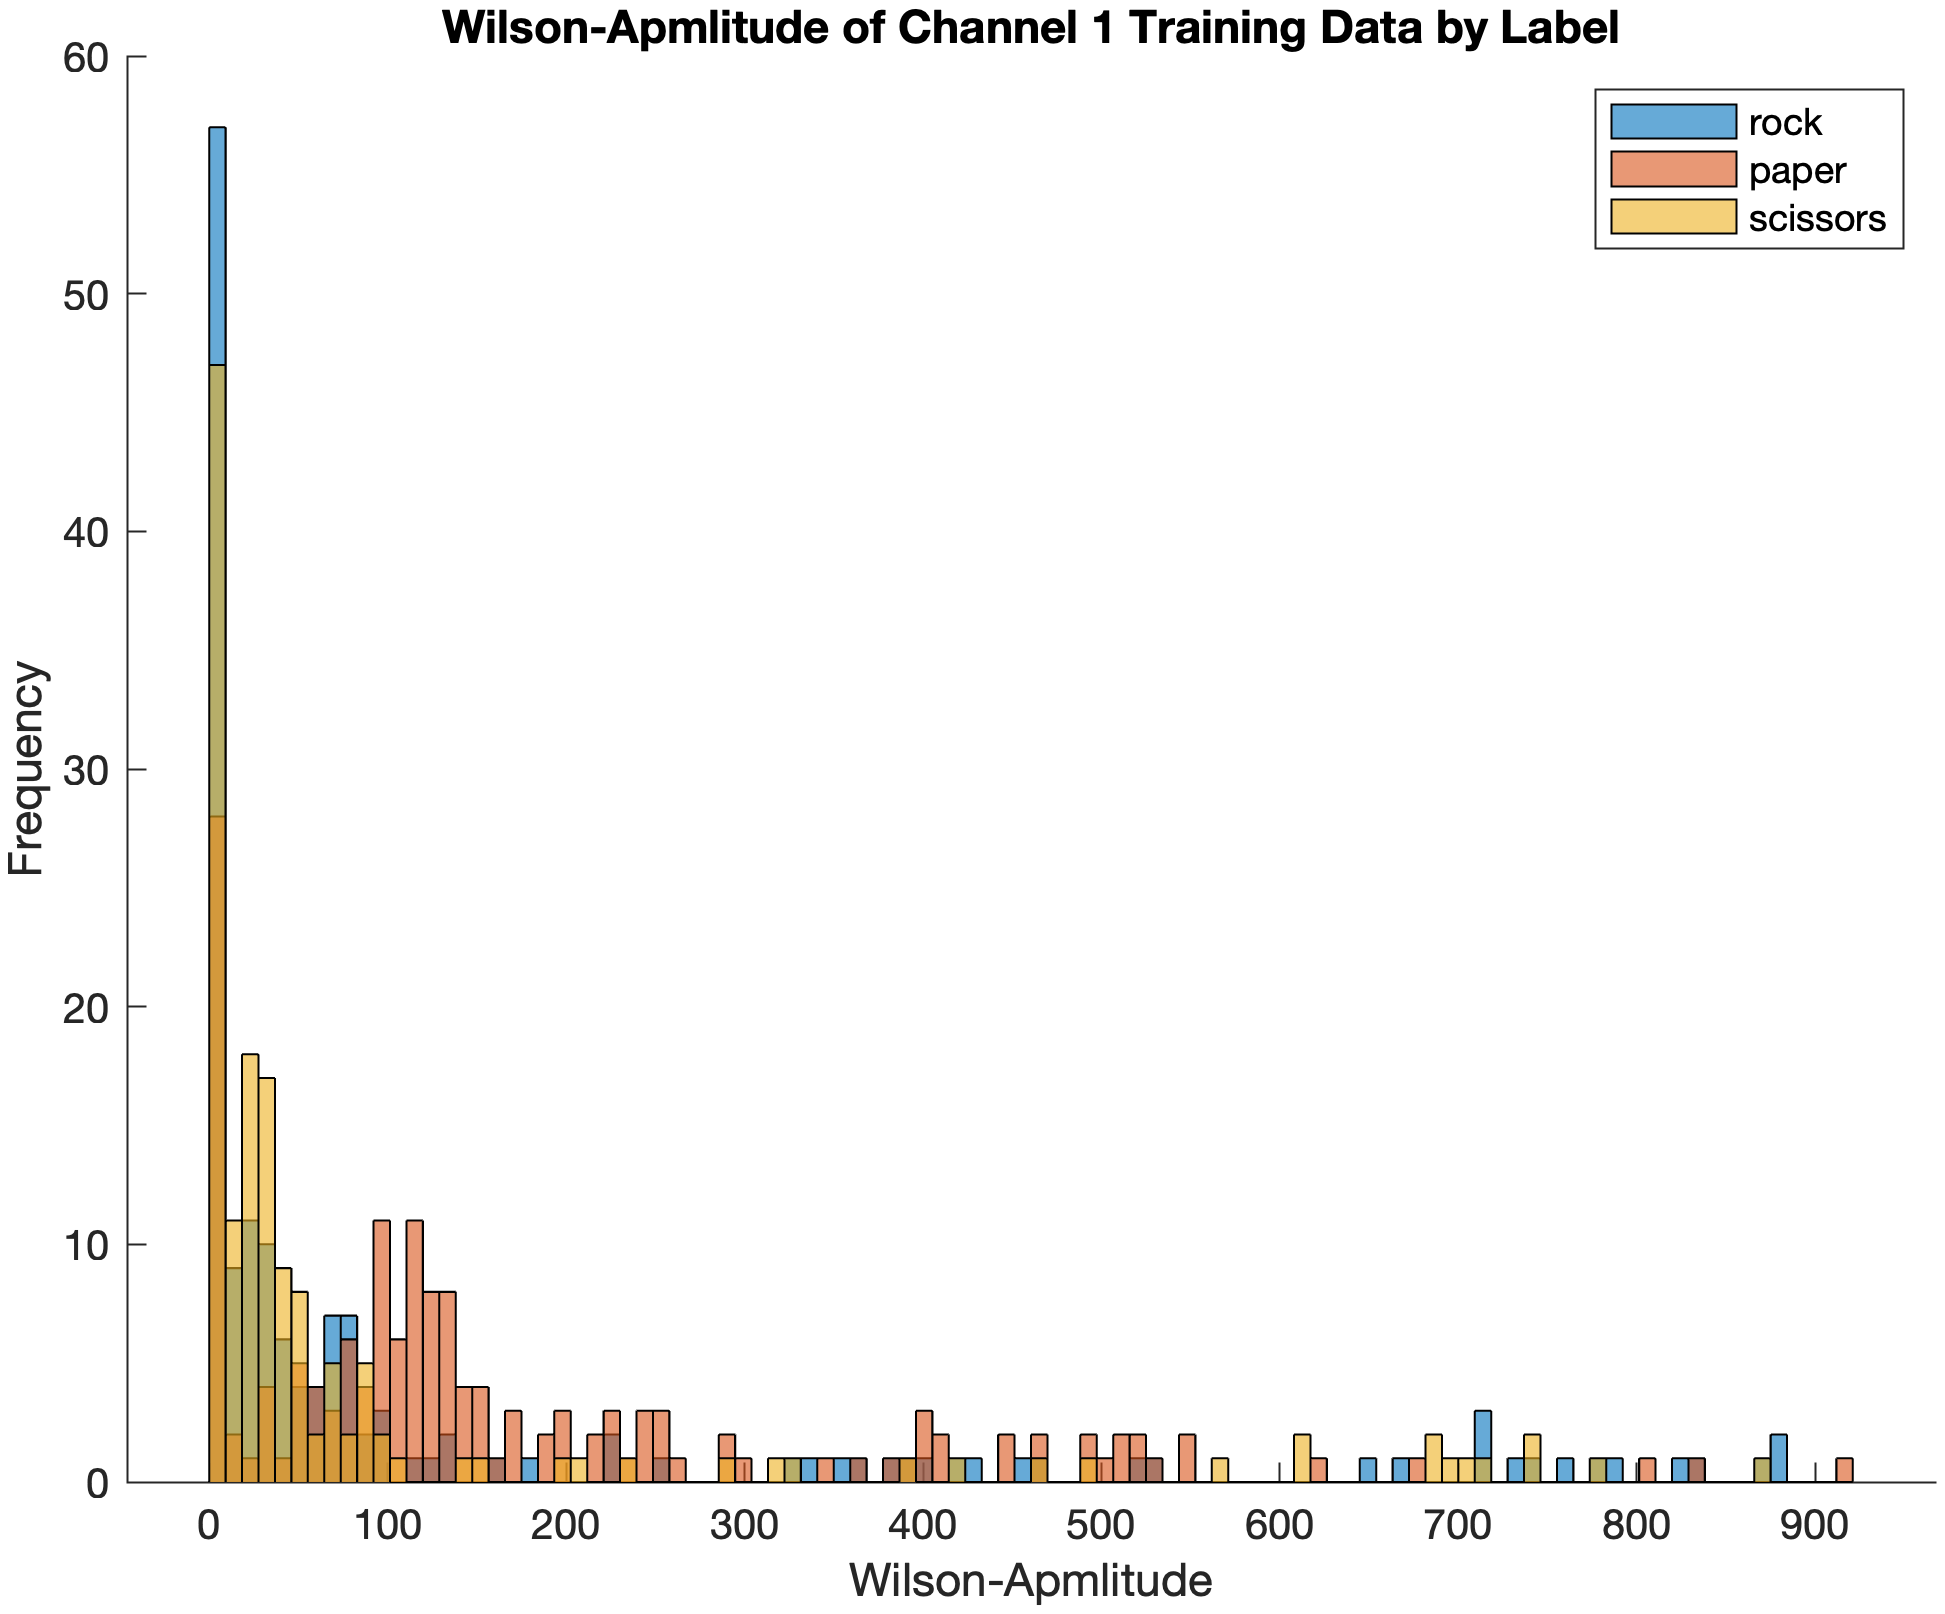 Wilson-Apmlitude of Channel 1 Training Data by Label
rock
paper
scissors
60
50
40
30
20
10
0
Frequency
0 100 200 300 400 500 600 700 800 900
Wilson-Apmlitude